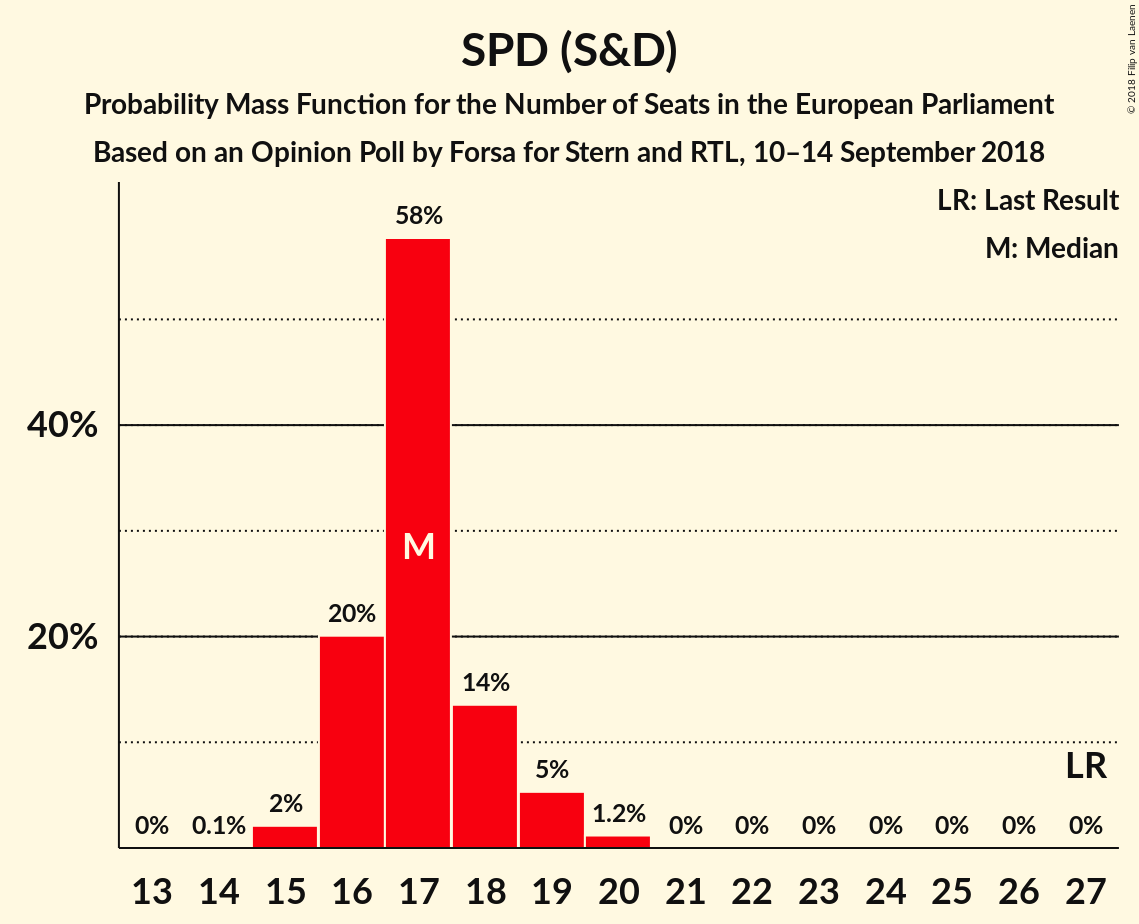 SPD (S&D)
Probability Mass Function for the Number of Seats in the European Parliament
Based on an Opinion Poll by Forsa for Stern and RTL, 10–14 September 2018
© 2018 Filip van Laenen
LR: Last Result
M: Median
58%
40%
M
20%
20%
14%
LR
5%
2%
1.2%
0% 0.1% 0% 0% 0% 0% 0% 0% 0%
13 14 15 16 17 18 19 20 21 22 23 24 25 26 27